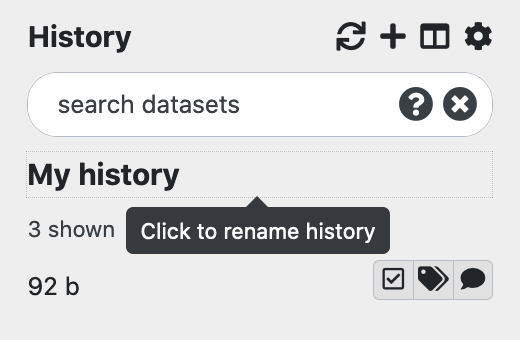 History
search datasets
My history
3 shown
Click to rename history
92 b